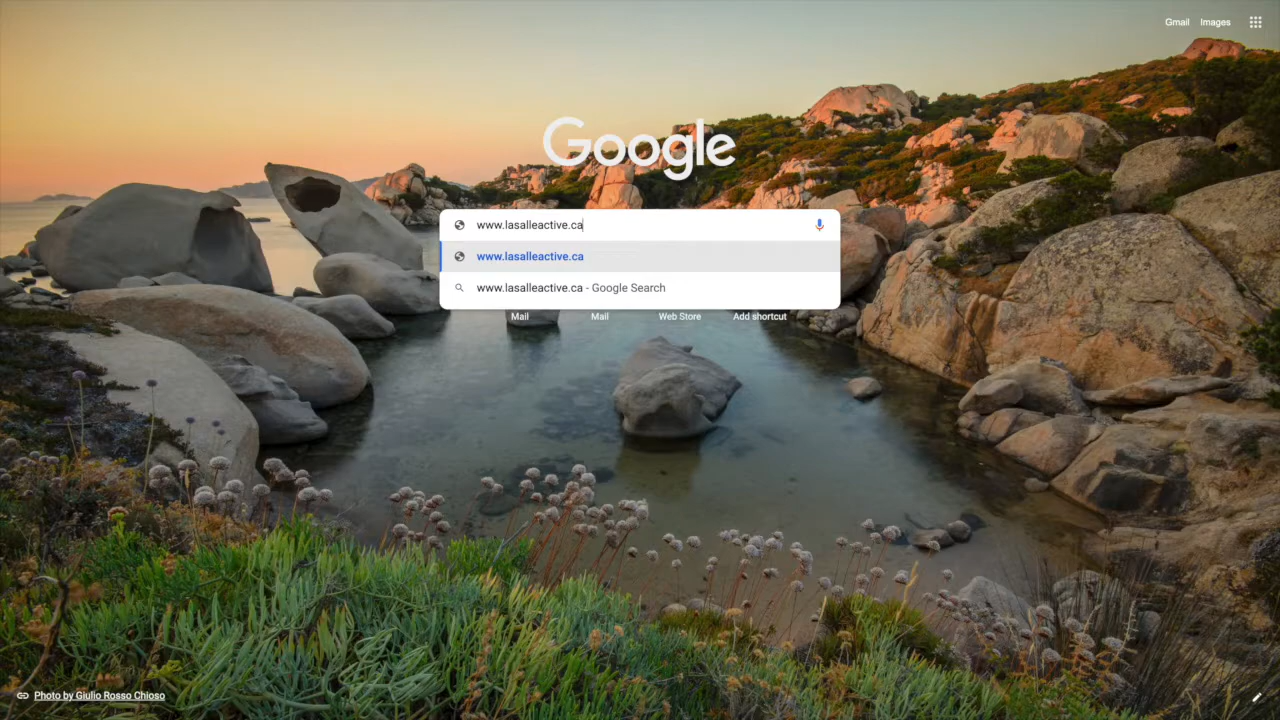 Gmail Images
Google
www.lasalleactive.ca
www.lasalleactive.ca
www.lasalleactive.ca - Google Search
Mail Mail Web Store Add shortcut
Photo by Giulio Rosso Chioso